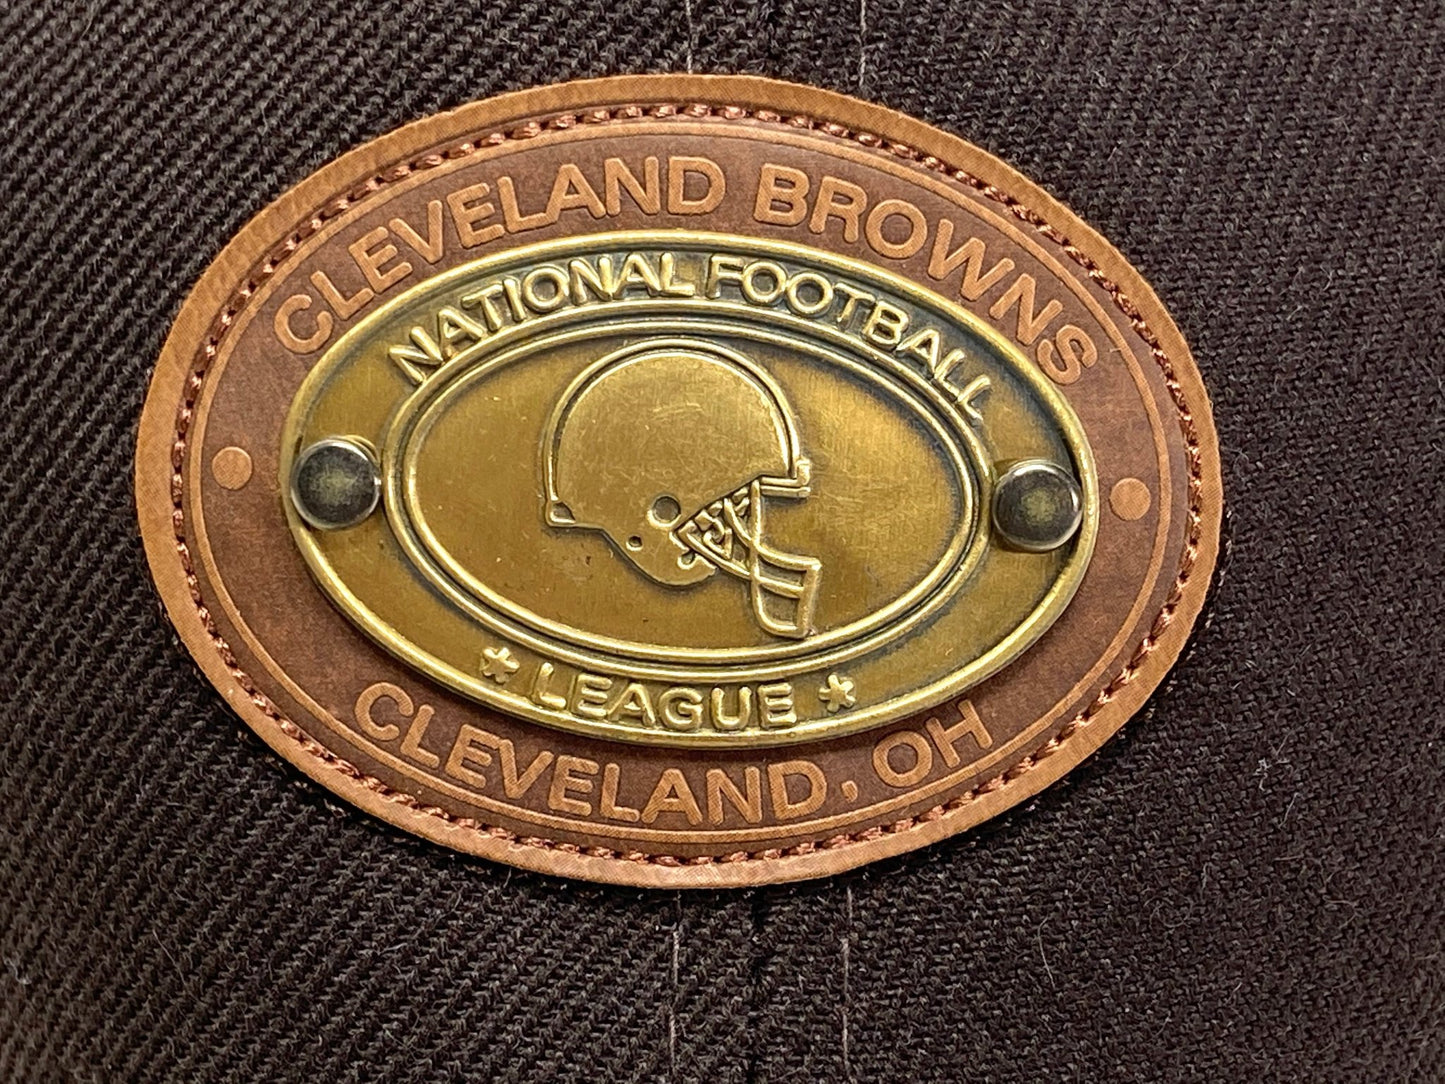 CLEVELAND BROWNS
NATIONAL FOOTBALL
* LEAGUE *
CLEVELAND, OH